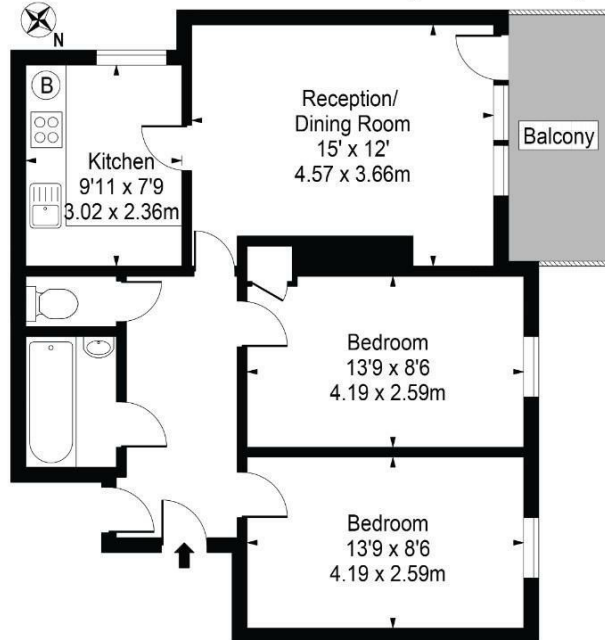 N
B
Reception/
Dining Room
15' x 12'
4.57 x 3.66m
Balcony
Kitchen
9'11 x 7'9
3.02 x 2.36m
Bedroom
13'9 x 8'6
4.19 x 2.59m
Bedroom
13'9 x 8'6
4.19 x 2.59m